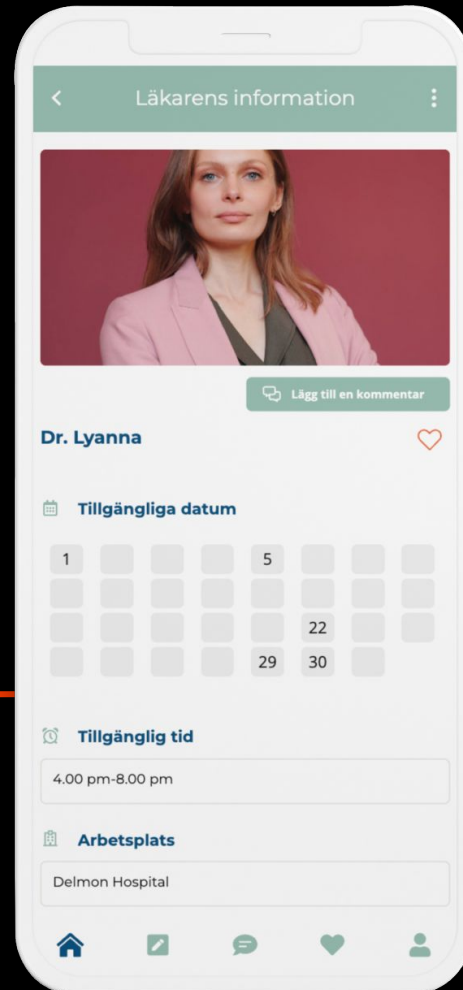 Läkarens information
Lägg till en kommentar
Dr. Lyanna
Tillgängliga datum
1 5
22
29 30
Tillgänglig tid
4.00 pm-8.00 pm
Arbetsplats
Delmon Hospital